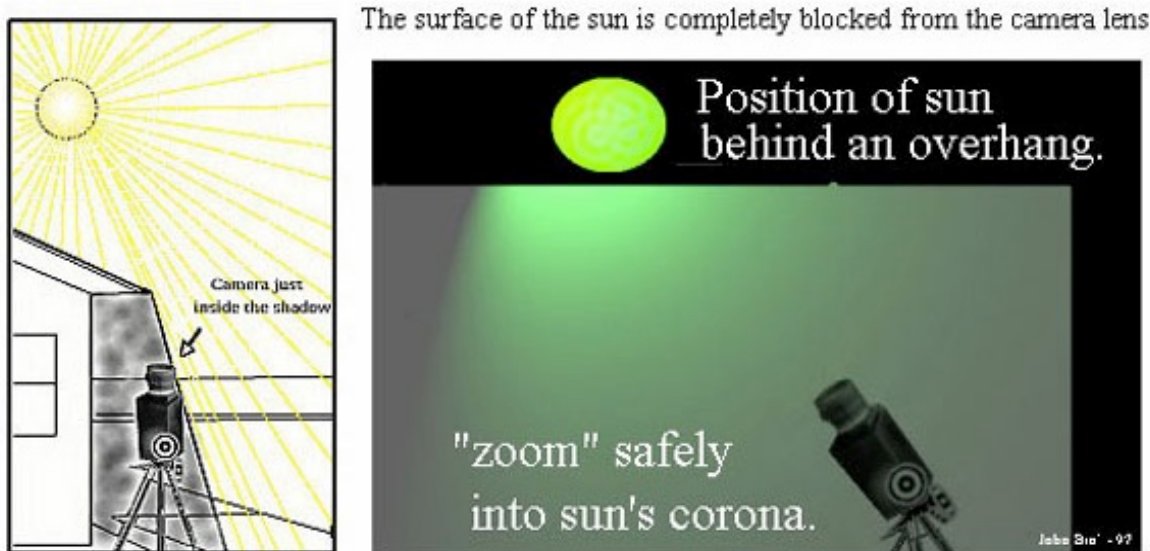 The surface of the sun is completely blocked from the camera lens
Camera just
inside the shadow
Position of sun
behind an overhang.
"zoom" safely
into sun's corona.
- 97